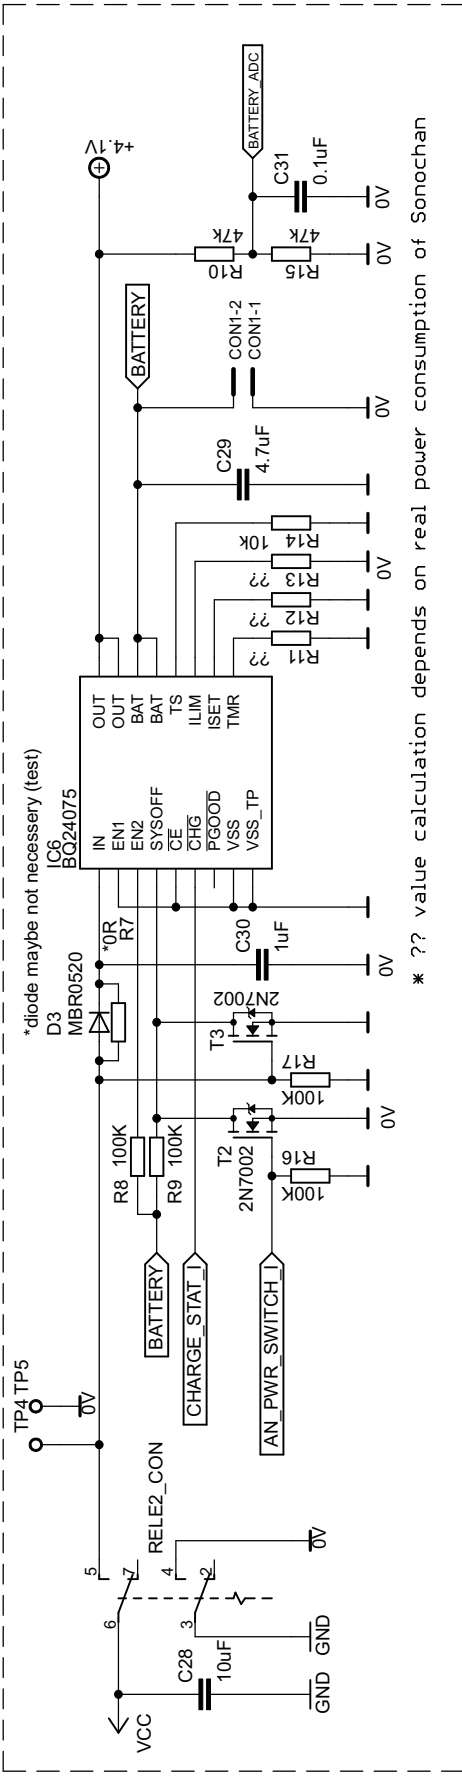 VCC
C28
10uF
GND
GND
6
5
7
3
4
2
RELE2_CON
0V
TP4
TP5
0V
BATTERY
CHARGE_STAT_I
AN_PWR_SWITCH_I
R8
100K
R9
100K
T2
2N7002
R16
100K
0V
T3
2N7002
R17
100K
*diode maybe not necessery (test)
D3
MBR0520
*0R
R7
C30
1uF
0V
IC6
BQ24075
IN
EN1
EN2
SYSOFF
CE
CHG
PGOOD
VSS
VSS_TP
OUT
OUT
BAT
BAT
TS
ILIM
ISET
TMR
R11
??
R12
??
R13
??
R14
10k
0V
C29
4.7uF
BATTERY
CON1-2
CON1-1
0V
+4.1V
R10
47k
R15
47k
0V
BATTERY_ADC
C31
0.1uF
0V
* ?? value calculation depends on real power consumption of Sonochan